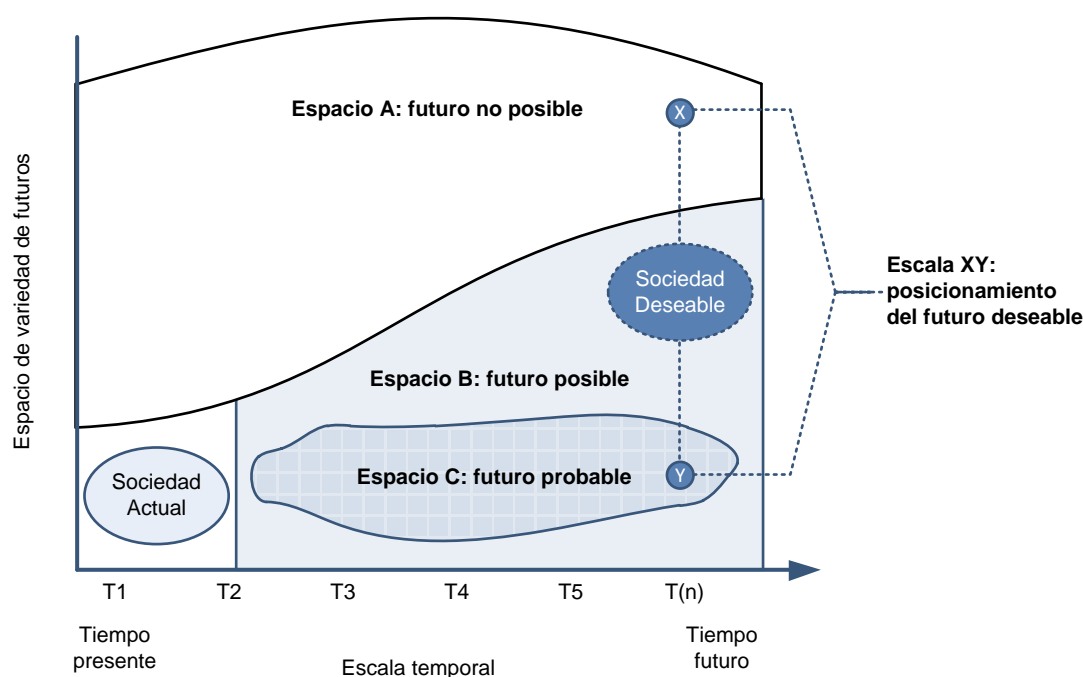 Espacio de variedad de futuros
Espacio A: futuro no posible
X
Sociedad
Deseable
Escala XY:
posicionamiento
del futuro deseable
Espacio B: futuro posible
Espacio C: futuro probable
Y
Sociedad
Actual
T1 T2 T3 T4 T5 T(n)
Tiempo
presente
Escala temporal
Tiempo
futuro